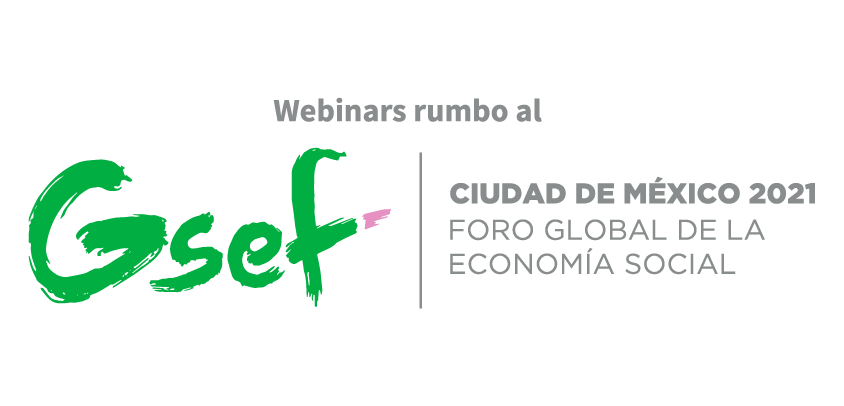 Webinars rumbo al
Gsef
CIUDAD DE MÉXICO 2021
FORO GLOBAL DE LA
ECONOMÍA SOCIAL